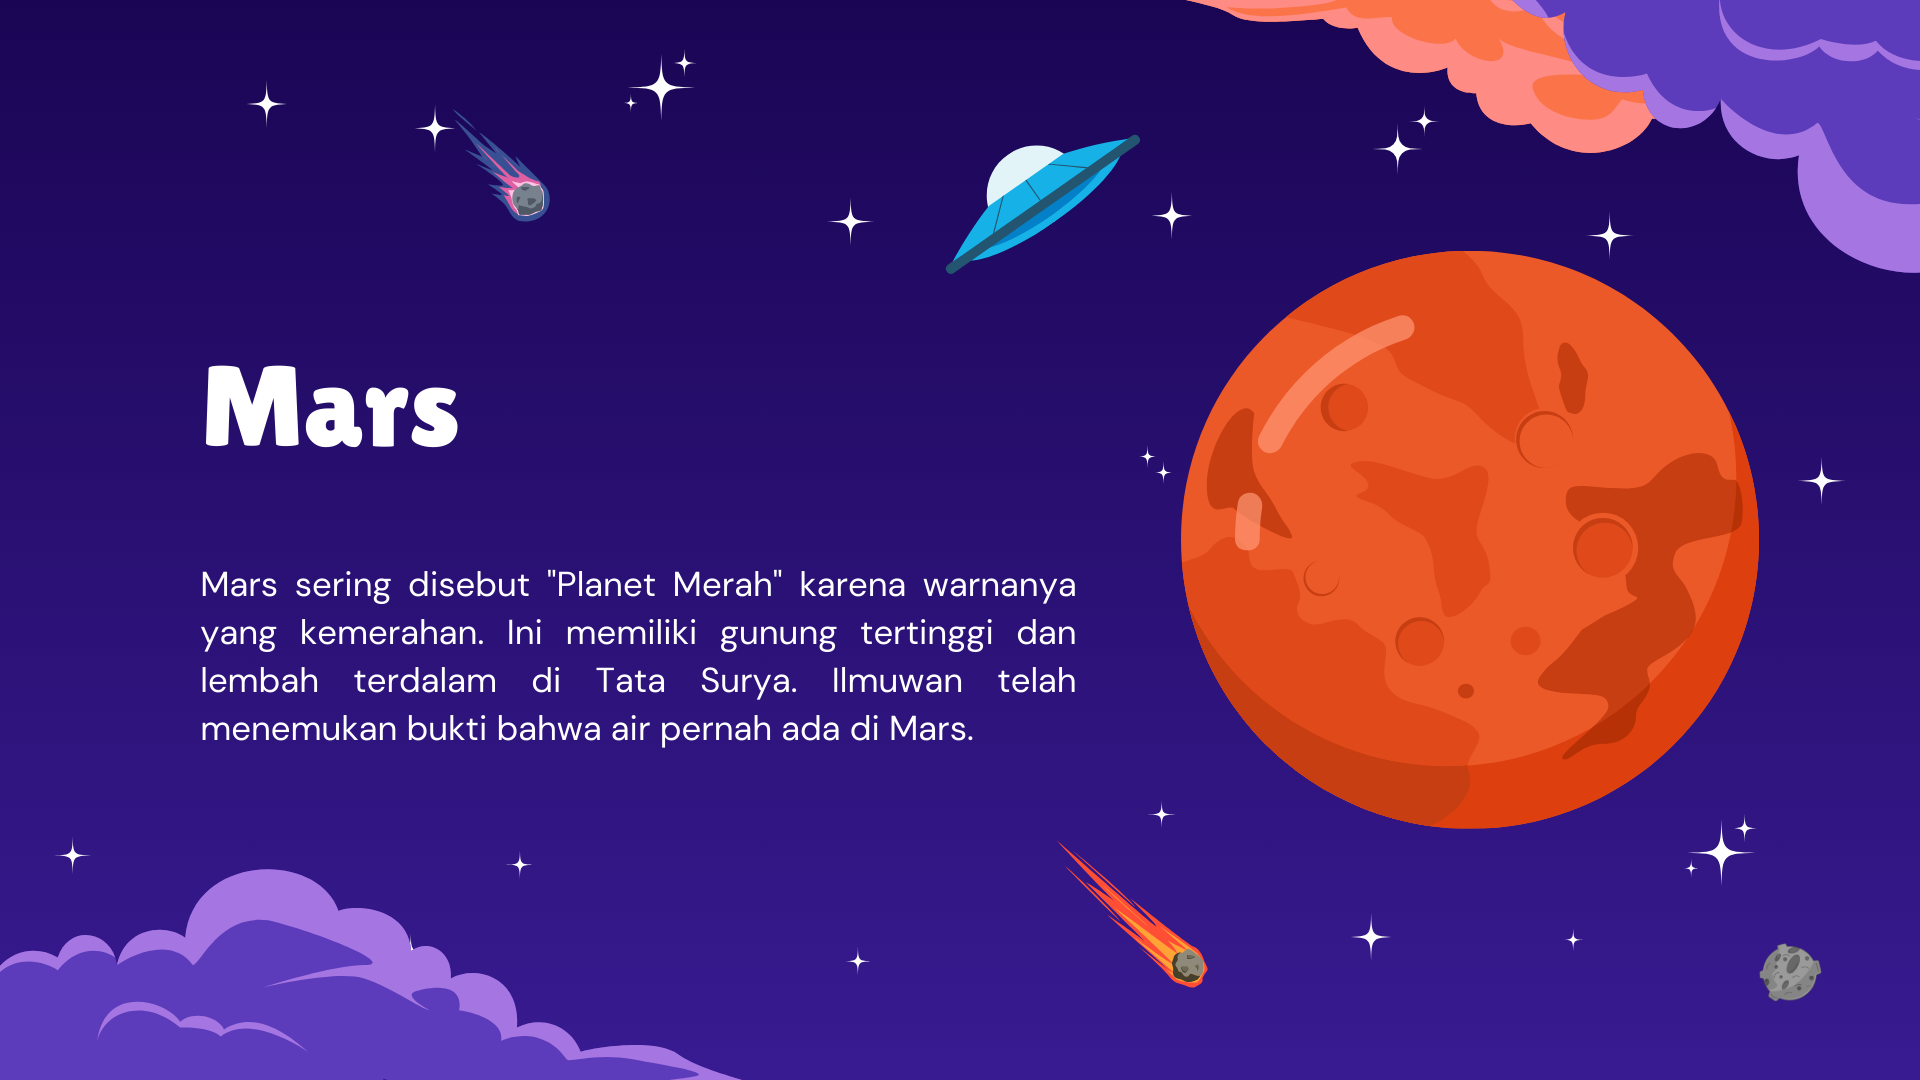 Mars
Mars sering disebut "Planet Merah" karena warnanya
yang kemerahan. Ini memiliki gunung tertinggi dan
lembah terdalam di Tata Surya. Ilmuwan telah
menemukan bukti bahwa air pernah ada di Mars.